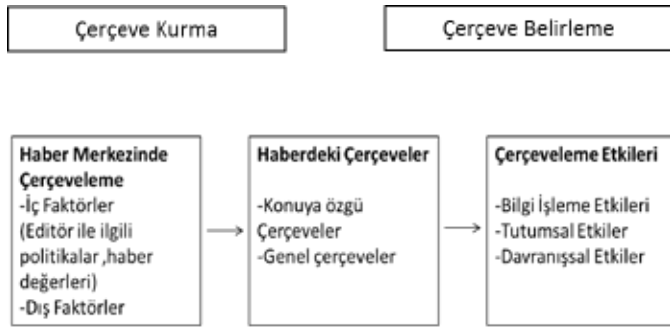 Çerçeve Kurma
Çerçeve Belirleme
Haber Merkezinde
Çerçeveleme
-İç Faktörler
(Editör ile ilgili
politikalar ,haber
değerleri)
-Dış Faktörler
Haberdeki Çerçeveler
-Konuya özgü
Çerçeveler
-Genel çerçeveler
Çerçeveleme Etkileri
-Bilgi İşleme Etkileri
-Tutumsal Etkiler
-Davranışsal Etkiler